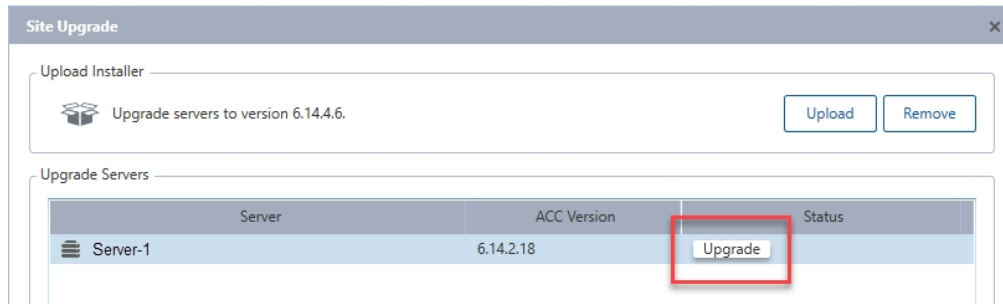 Site Upgrade
Upload Installer
Upgrade servers to version 6.14.4.6.
Upload
Remove
Upgrade Servers
Server ACC Version Status
Server-1 6.14.2.18 Upgrade